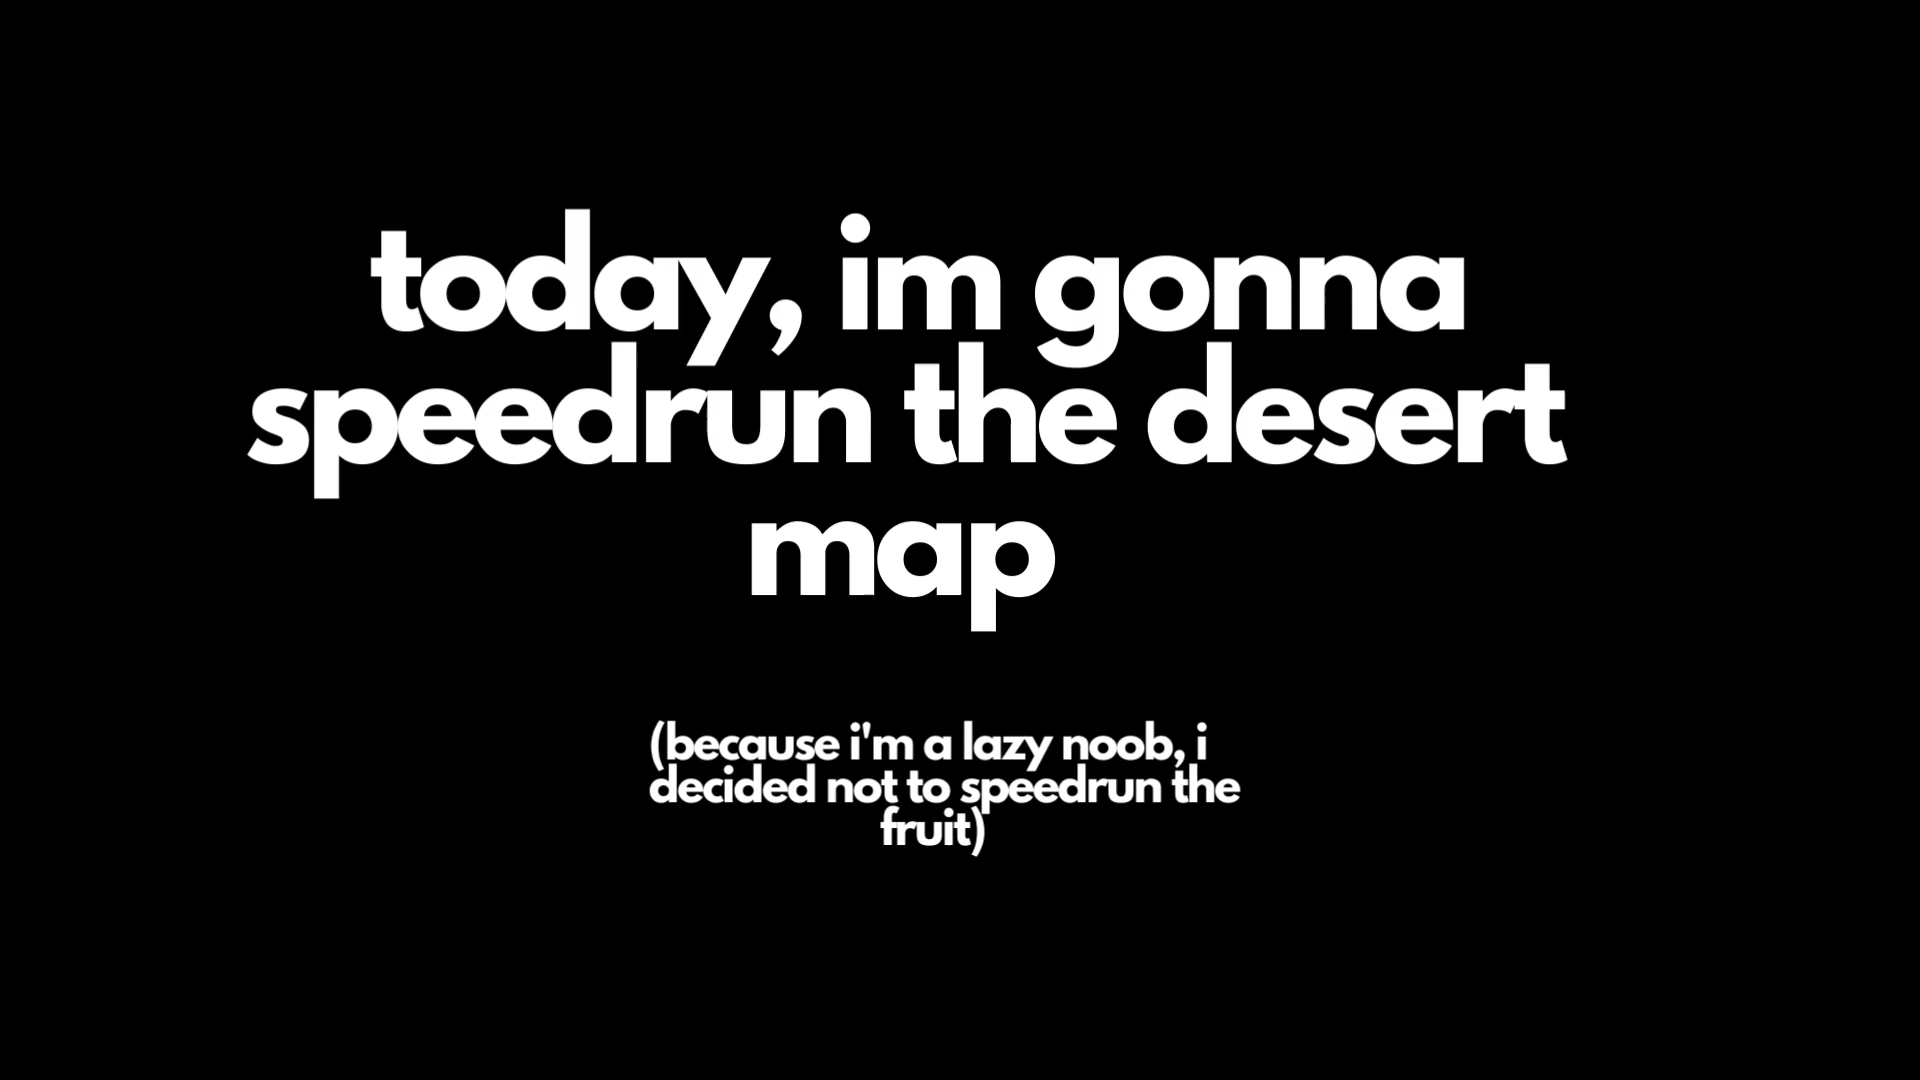 today, im gonna
speedrun the desert
map
(because i'm a lazy noob, i
decided not to speedrun the
fruit)